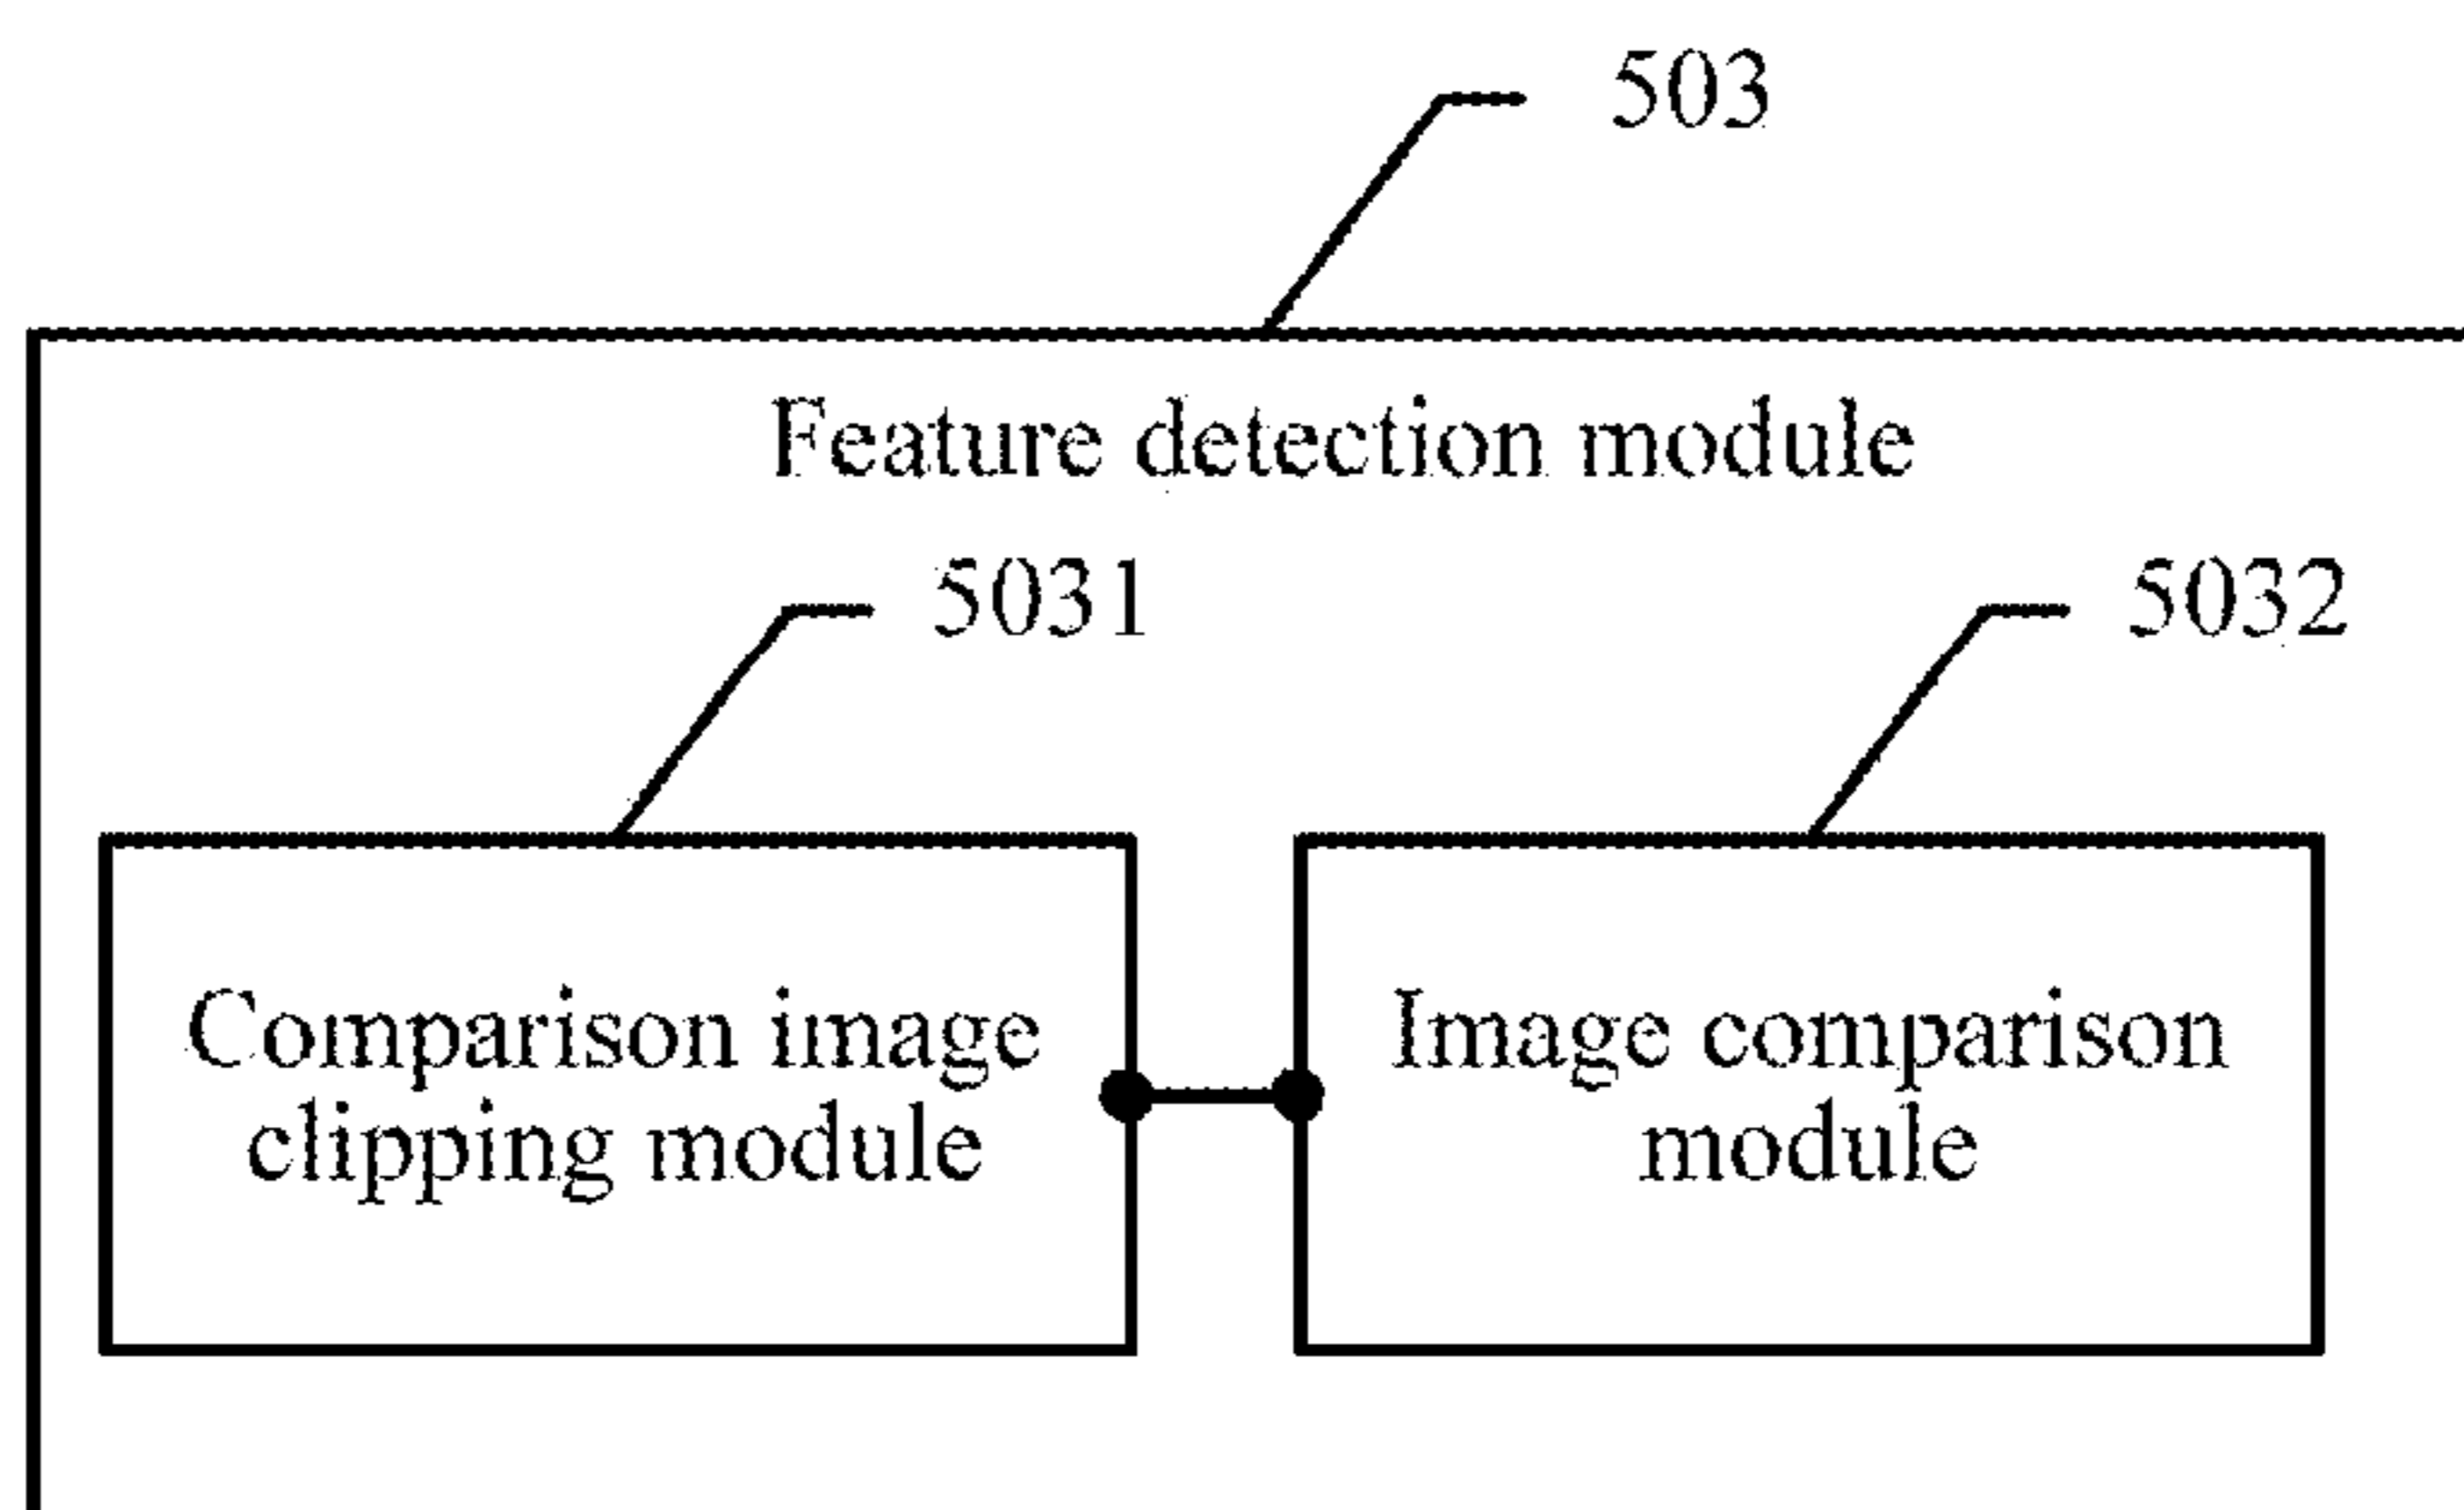 503
Feature detection module
5031
5032
Comparison image
clipping module
Image comparison
module